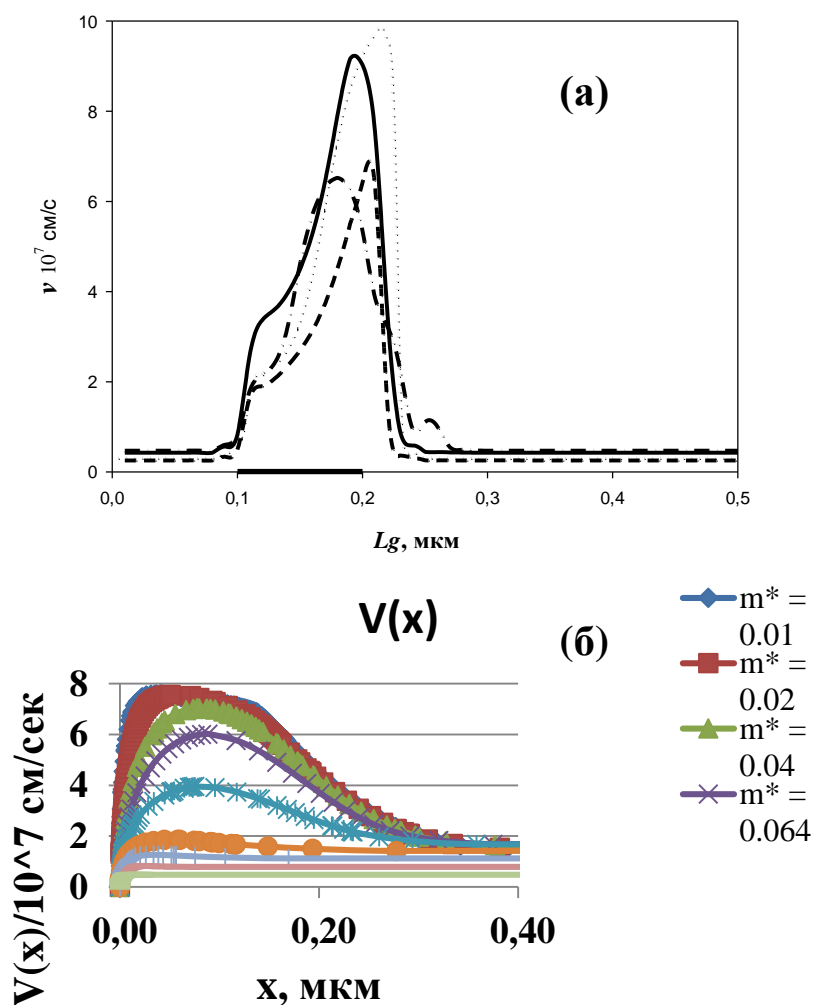 10
8
6
4
2
0
v 10^7 см/с
(а)
0,0 0,1 0,2 0,3 0,4 0,5
Lg, мкм
V(x)
(б)
m* = 0.01
m* = 0.02
m* = 0.04
m* = 0.064
8
6
4
2
0
V(x)/10^7 см/сек
0,00 0,20 0,40
x, мкм